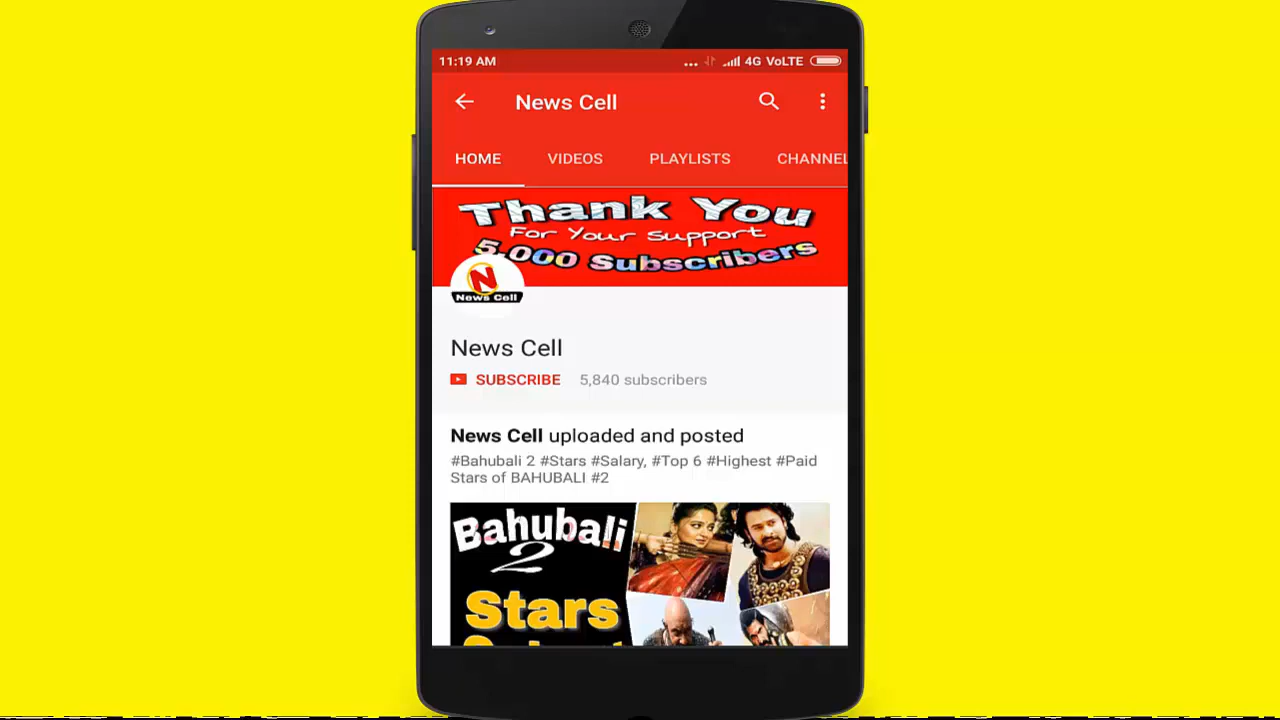 11:19 AM ... 4G VoLTE
News Cell
HOME VIDEOS PLAYLISTS CHANNEL
Thank You
For Your Support
5,000 Subscribers
N
News Cell
News Cell
SUBSCRIBE 5,840 subscribers
News Cell uploaded and posted
#Bahubali 2 #Stars #Salary, #Top 6 #Highest #Paid
Stars of BAHUBALI #2
Bahubali
2
Stars